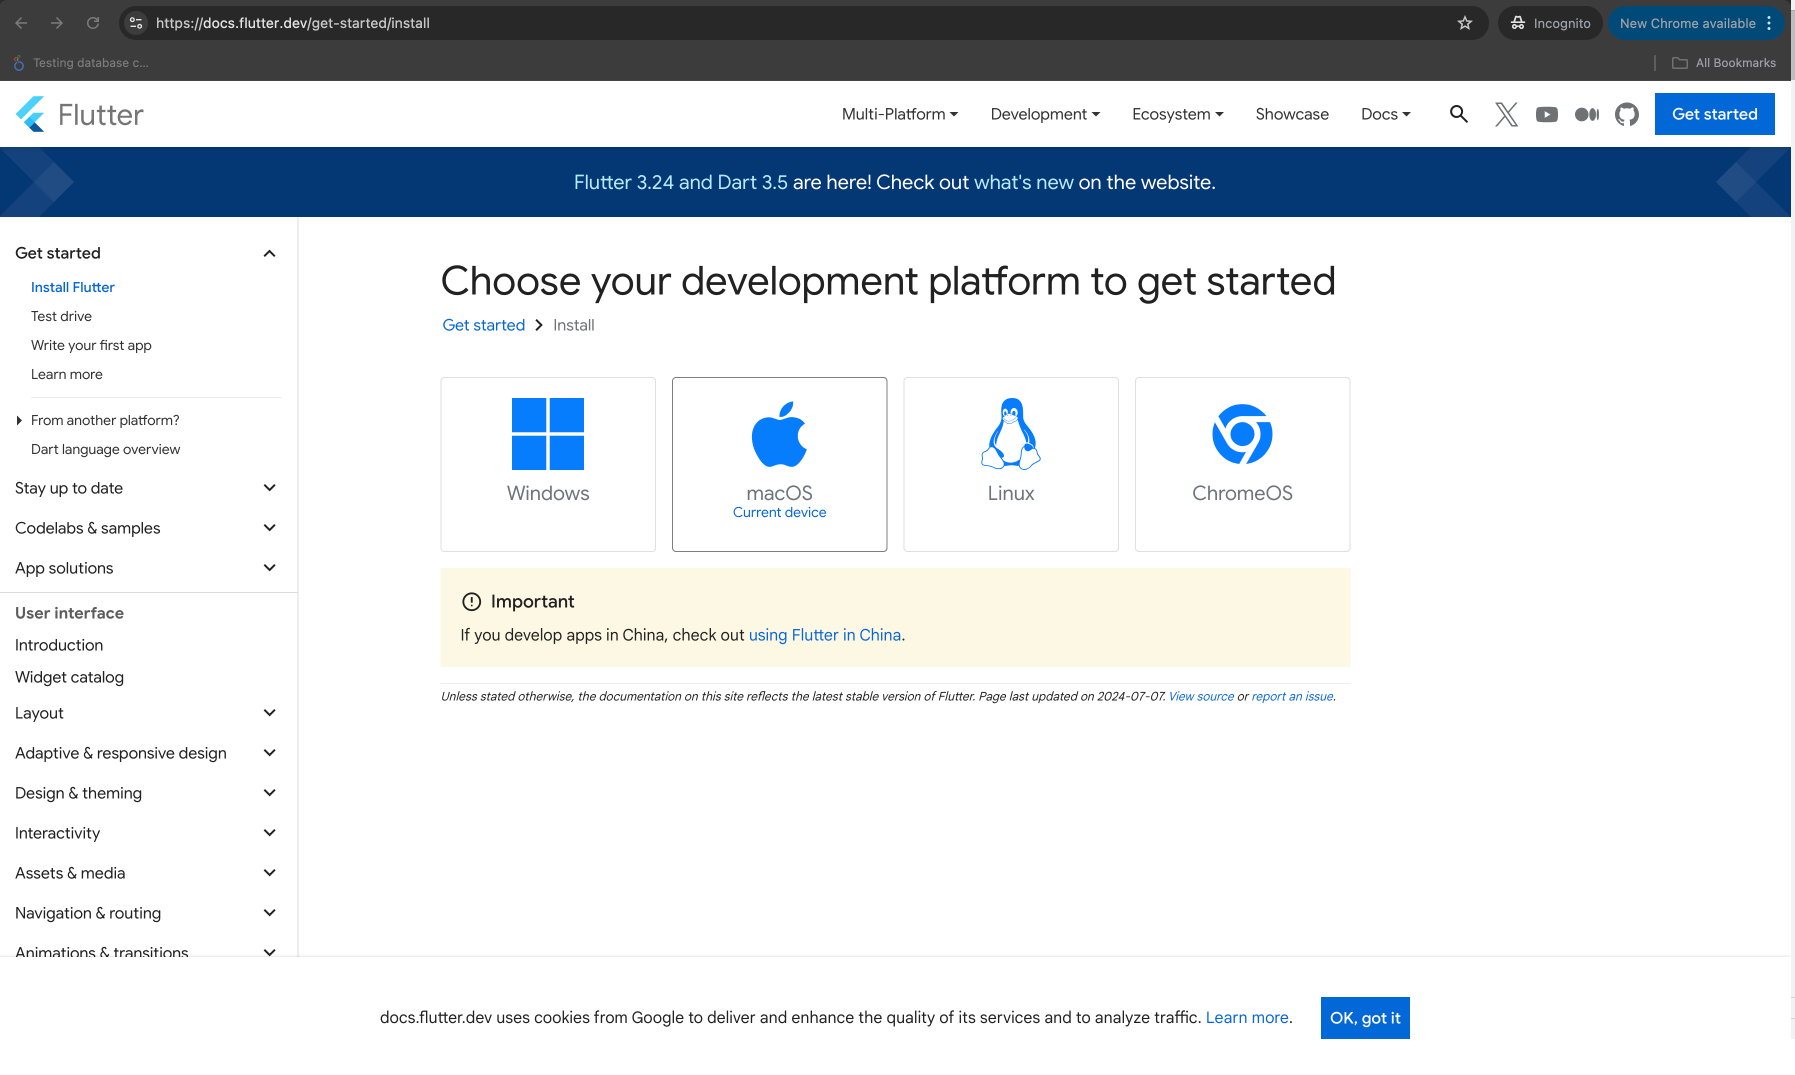 https://docs.flutter.dev/get-started/install
Incognito
New Chrome available
Testing database c...
All Bookmarks
Flutter
Multi-Platform
Development
Ecosystem
Showcase
Docs
Get started
Flutter 3.24 and Dart 3.5 are here! Check out what's new on the website.
Get started
Install Flutter
Test drive
Write your first app
Learn more
From another platform?
Dart language overview
Stay up to date
Codelabs & samples
App solutions
User interface
Introduction
Widget catalog
Layout
Adaptive & responsive design
Design & theming
Interactivity
Assets & media
Navigation & routing
Animations & transitions
Choose your development platform to get started
Get started
Install
Windows
macOS
Current device
Linux
ChromeOS
Important
If you develop apps in China, check out using Flutter in China.
Unless stated otherwise, the documentation on this site reflects the latest stable version of Flutter. Page last updated on 2024-07-07. View source or report an issue.
docs.flutter.dev uses cookies from Google to deliver and enhance the quality of its services and to analyze traffic. Learn more.
OK, got it